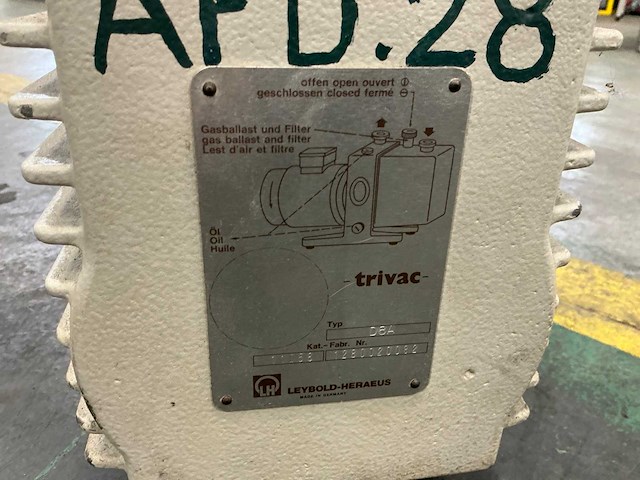 AFD.28
offen open ouvert
geschlossen closed fermé
Gasballast und Filter
gas ballast and filter
Lest d'air et filtre
Öl
Oil
Huile
-trivac-
Typ
D8A
Kat.- Fabr. Nr.
LH
LEYBOLD-HERAEUS
MADE IN GERMANY